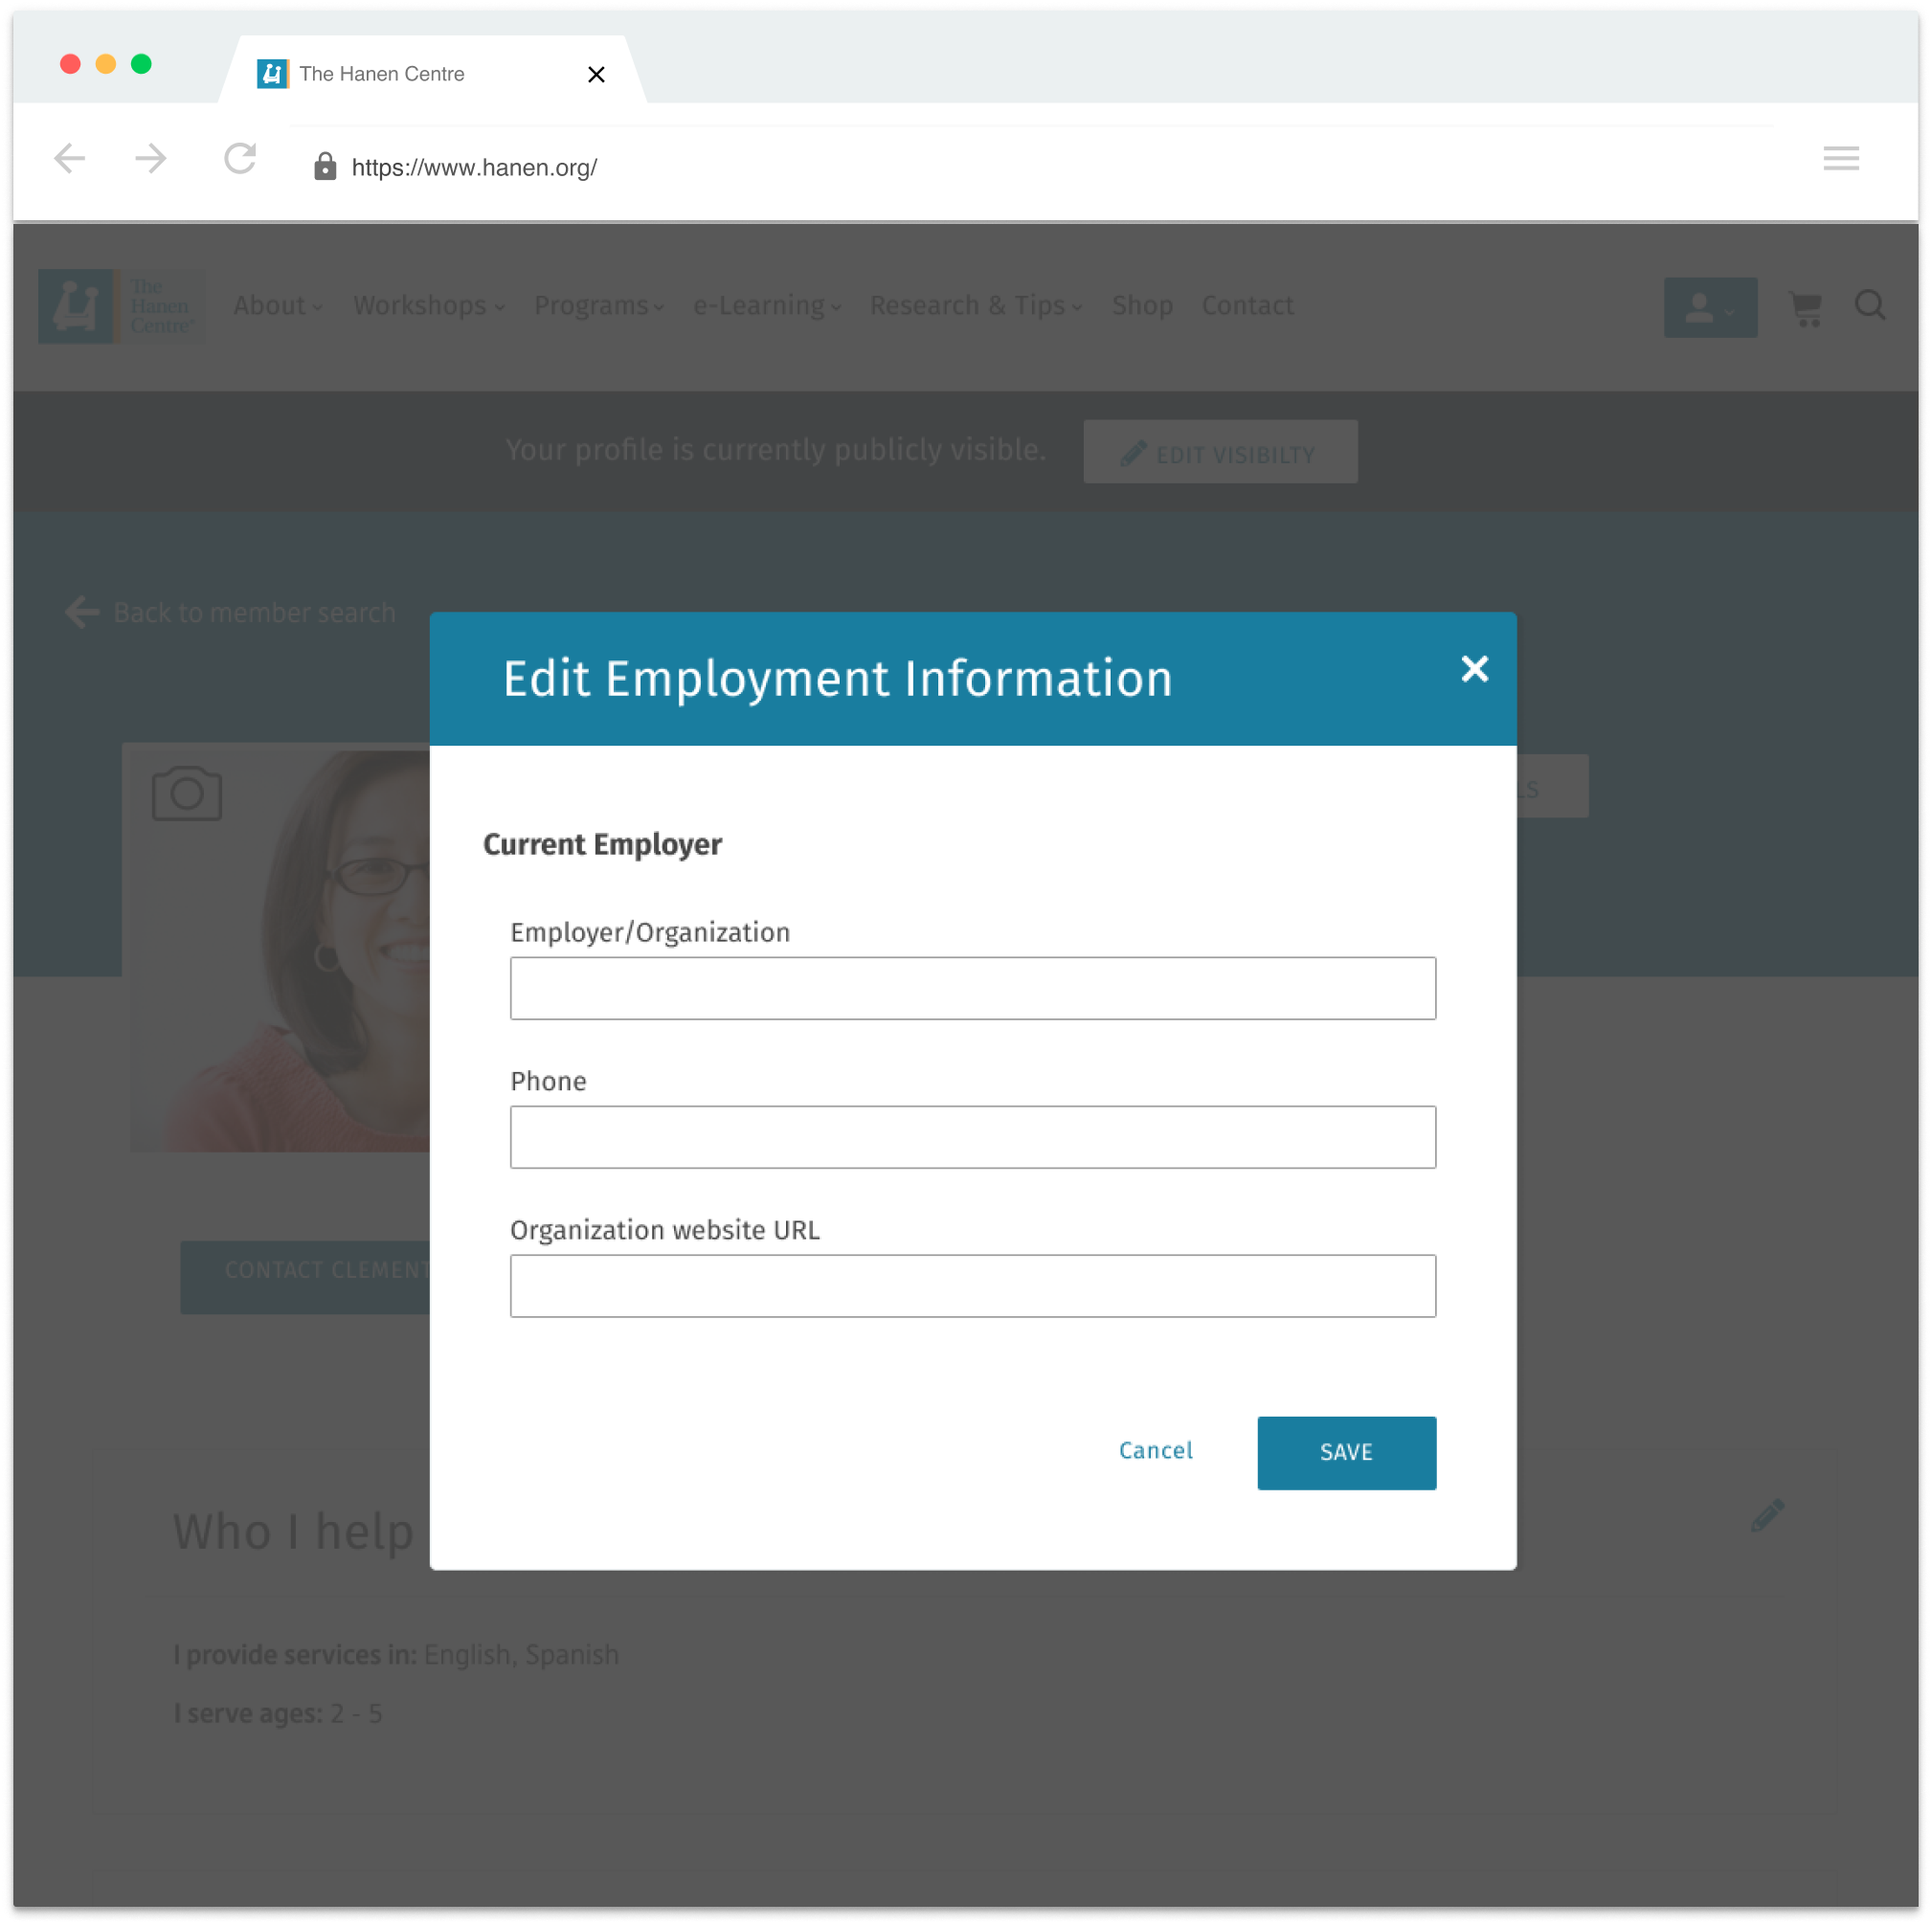 The Hanen Centre
https://www.hanen.org/
The
Hanen
Centre
About
Workshops
Programs
e-Learning
Research & Tips
Shop
Contact
Your profile is currently publicly visible.
EDIT VISIBILTY
Back to member search
Edit Employment Information
LS
Current Employer
Employer/Organization
Phone
Organization website URL
CONTACT CLEMENT
Cancel
SAVE
Who I help
I provide services in: English, Spanish
I serve ages: 2 - 5